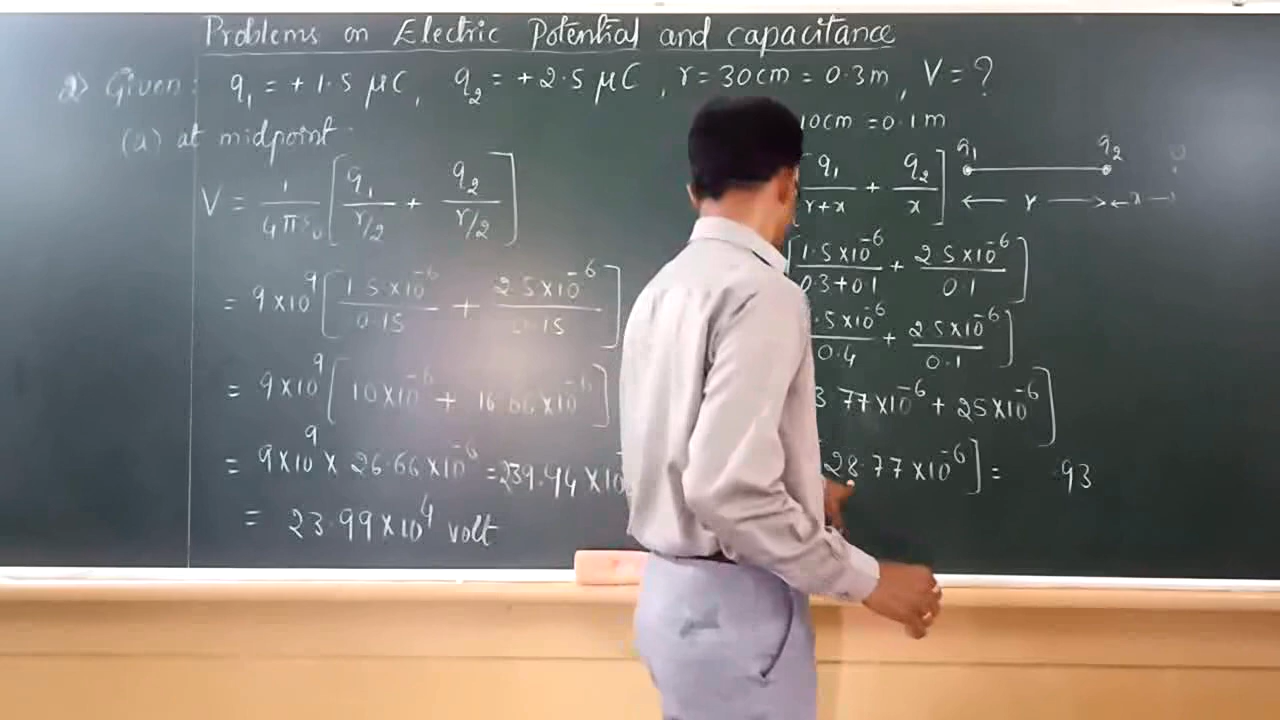 Problems on Electric Potential and capacitance
2) Given: q₁ = +1.5 μC, q₂ = +2.5 μC, r = 30cm = 0.3m, V = ?
(a) at midpoint
V = 1/4πε₀ [q₁/(r/2) + q₂/(r/2)]
= 9×10⁹ [1.5×10⁻⁶/0.15 + 2.5×10⁻⁶/0.15]
= 9×10⁹ [10×10⁻⁶ + 16.66×10⁻⁶]
= 9×10⁹ × 26.66×10⁻⁶ = 239.94×10
= 23.99×10⁴ volt
10cm = 0.1m
q₁/(r+x) + q₂/x]
q₁ q₂
r x
[1.5×10⁻⁶/(0.3+0.1) + 2.5×10⁻⁶/0.1]
.5×10⁻⁶/0.4 + 2.5×10⁻⁶/0.1]
3.77×10⁻⁶ + 25×10⁻⁶]
[28.77×10⁻⁶] = .93